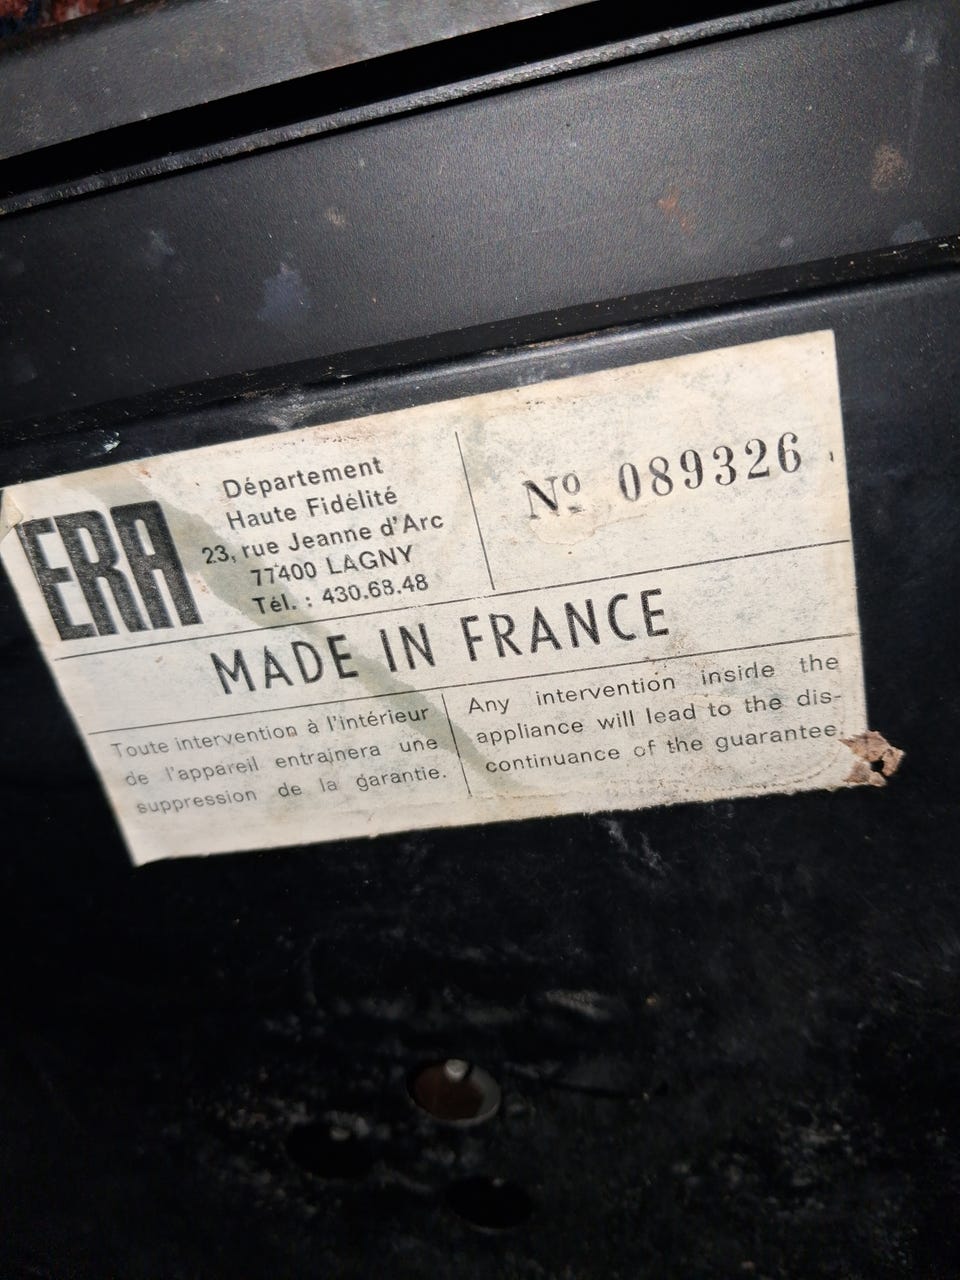 ERA
Département
Haute Fidélité
23, rue Jeanne d'Arc
77400 LAGNY
Tél. : 430.63.48
Nº 089326
MADE IN FRANCE
Toute intervention à l'intérieur
de l'appareil entrainera une
suppression de la garantie.
Any intervention inside the
appliance will lead to the dis-
continuance of the guarantee.